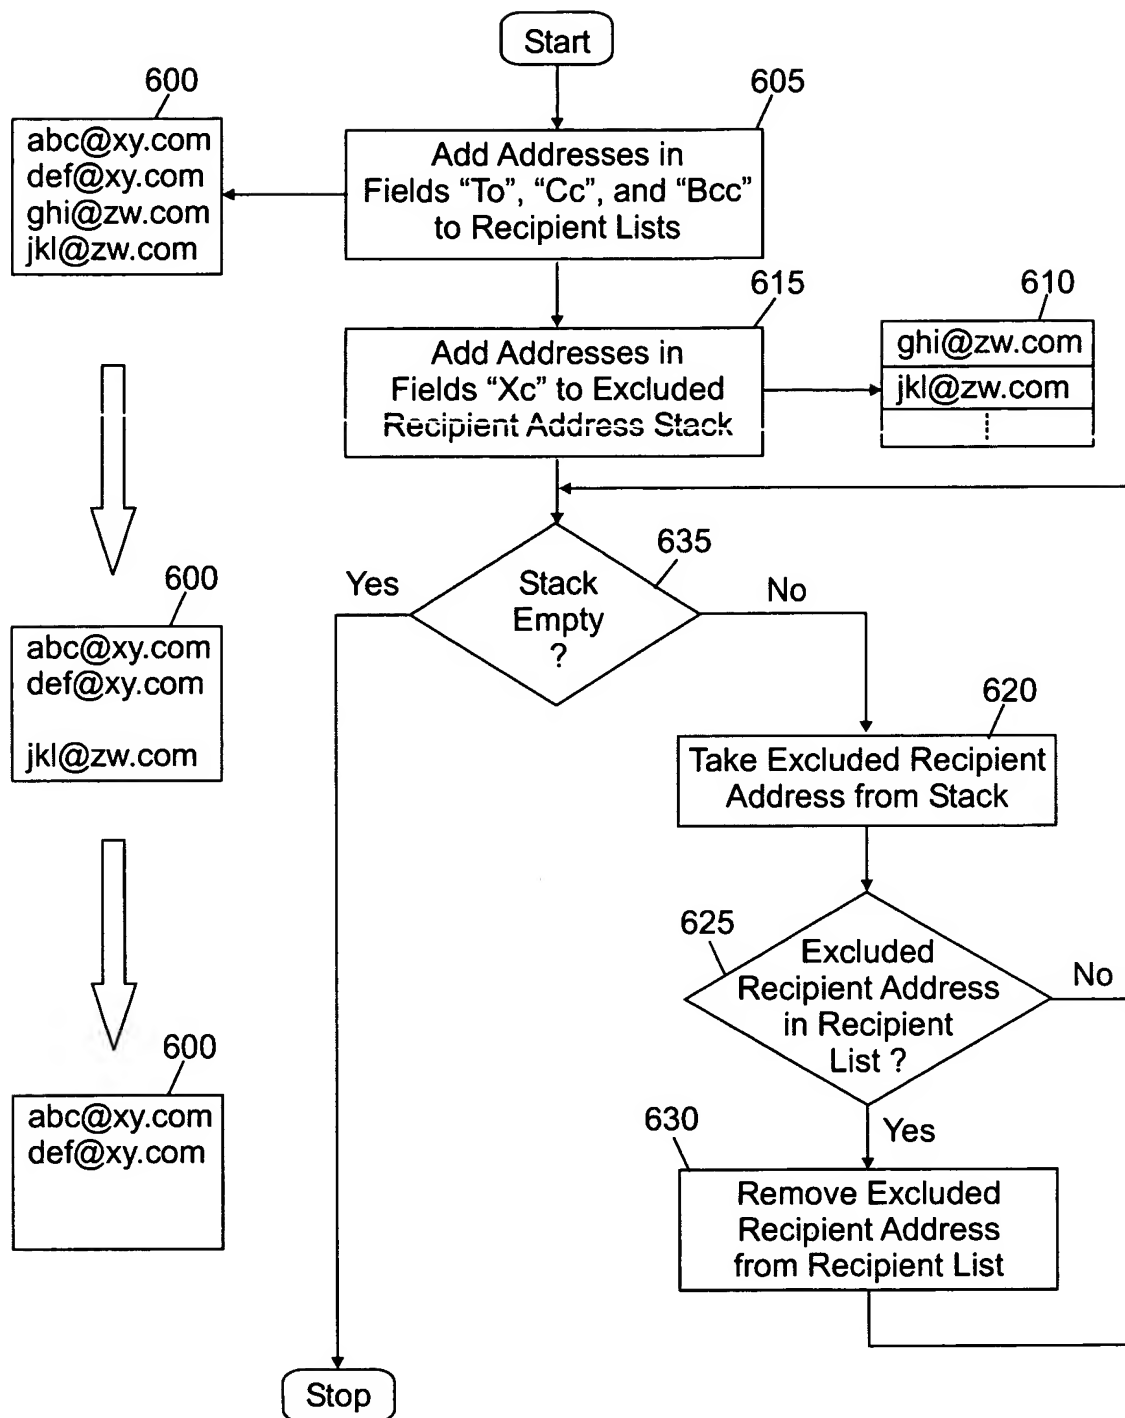 Start
600
abc@xy.com
def@xy.com
ghi@zw.com
jkl@zw.com
605
Add Addresses in
Fields “To”, “Cc”, and “Bcc”
to Recipient Lists
615
Add Addresses in
Fields “Xc” to Excluded
Recipient Address Stack
610
ghi@zw.com
jkl@zw.com
635
Stack
Empty
?
Yes
No
600
abc@xy.com
def@xy.com
jkl@zw.com
620
Take Excluded Recipient
Address from Stack
625
Excluded
Recipient Address
in Recipient
List ?
No
Yes
600
abc@xy.com
def@xy.com
630
Remove Excluded
Recipient Address
from Recipient List
Stop